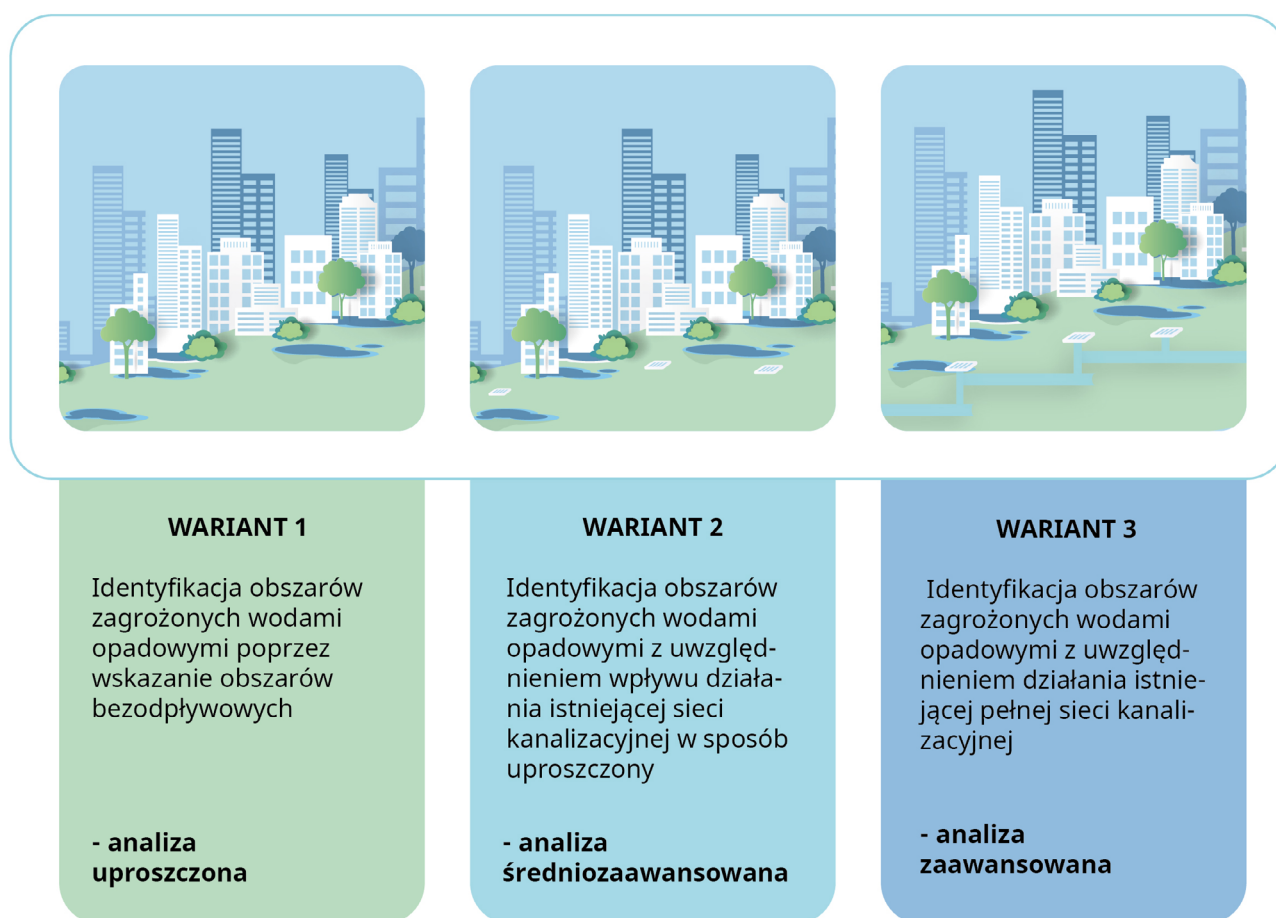 WARIANT 1
Identyfikacja obszarów
zagrożonych wodami
opadowymi poprzez
wskazanie obszarów
bezodpływowych
- analiza
uproszczona
WARIANT 2
Identyfikacja obszarów
zagrożonych wodami
opadowymi z uwzględ-
nieniem wpływu działa-
nia istniejącej sieci
kanalizacyjnej w sposób
uproszczony
- analiza
średniozaawansowana
WARIANT 3
Identyfikacja obszarów
zagrożonych wodami
opadowymi z uwzględ-
nieniem działania istnie-
jącej pełnej sieci kanali-
zacyjnej
- analiza
zaawansowana